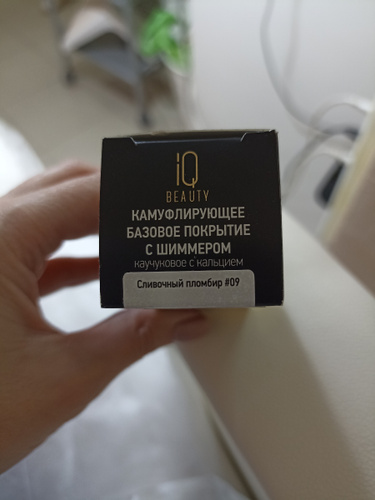 iQ
BEAUTY
КАМУФЛИРУЮЩЕЕ
БАЗОВОЕ ПОКРЫТИЕ
С ШИММЕРОМ
каучуковое с кальцием
Сливочный пломбир #09